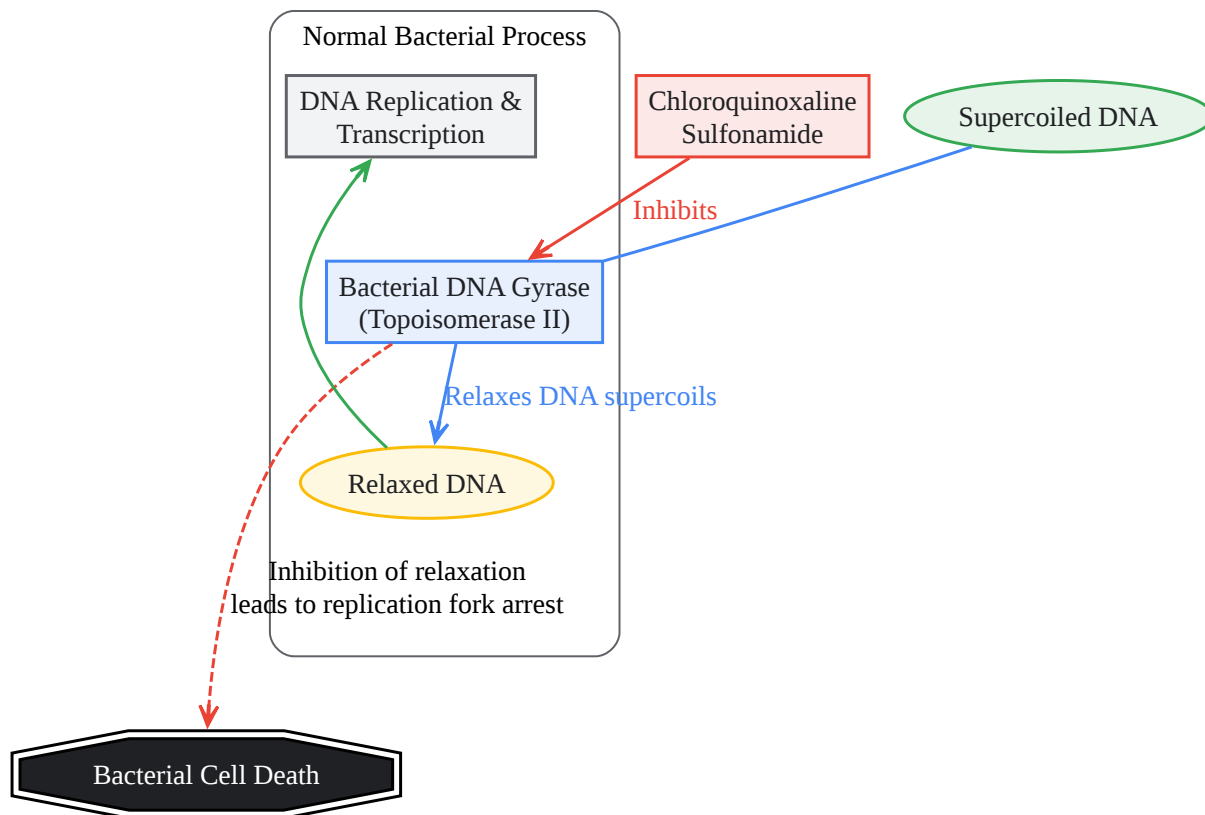 Normal Bacterial Process
DNA Replication &
Transcription
Chloroquinoxaline
Sulfonamide
Supercoiled DNA
Inhibits
Bacterial DNA Gyrase
(Topoisomerase II)
Relaxes DNA supercoils
Relaxed DNA
Inhibition of relaxation
leads to replication fork arrest
Bacterial Cell Death